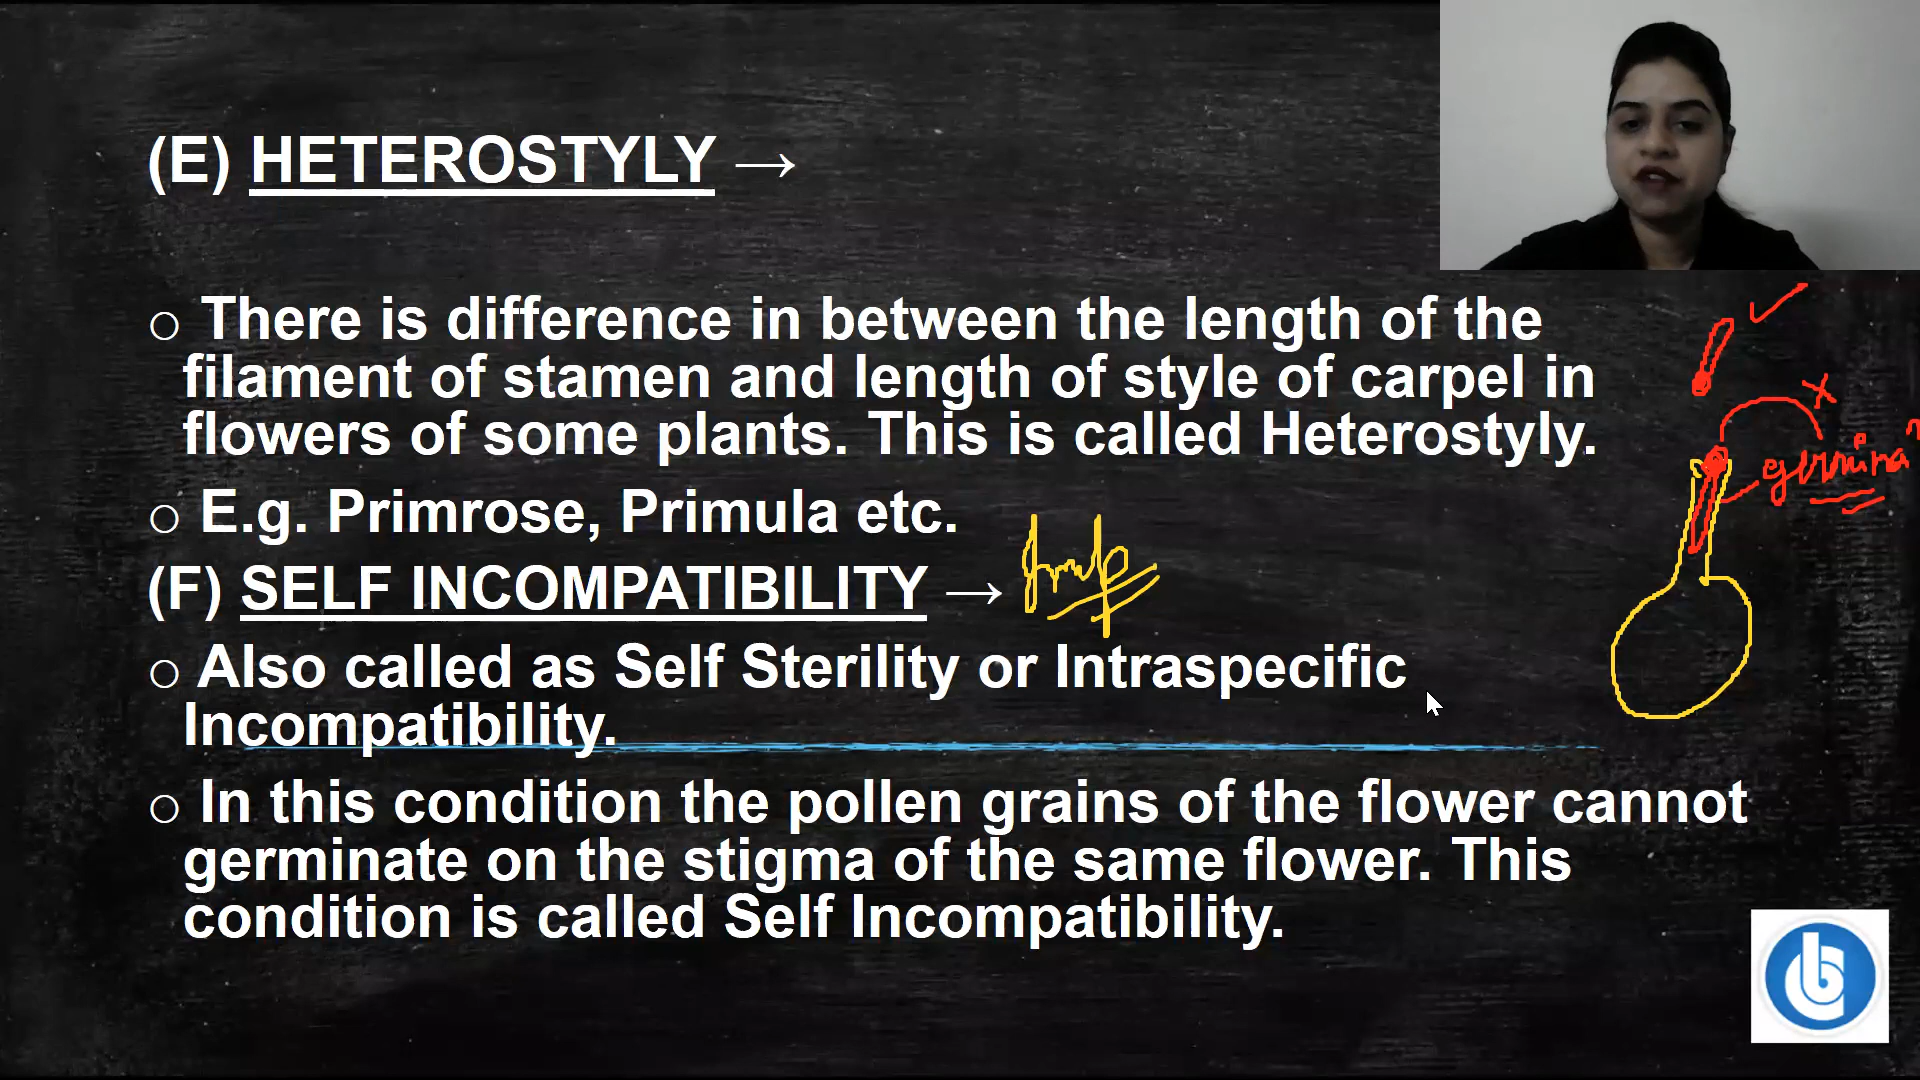 (E) HETEROSTYLY →
○ There is difference in between the length of the
filament of stamen and length of style of carpel in
flowers of some plants. This is called Heterostyly.
○ E.g. Primrose, Primula etc.
(F) SELF INCOMPATIBILITY → Imp
○ Also called as Self Sterility or Intraspecific
Incompatibility.
○ In this condition the pollen grains of the flower cannot
germinate on the stigma of the same flower. This
condition is called Self Incompatibility.
germina